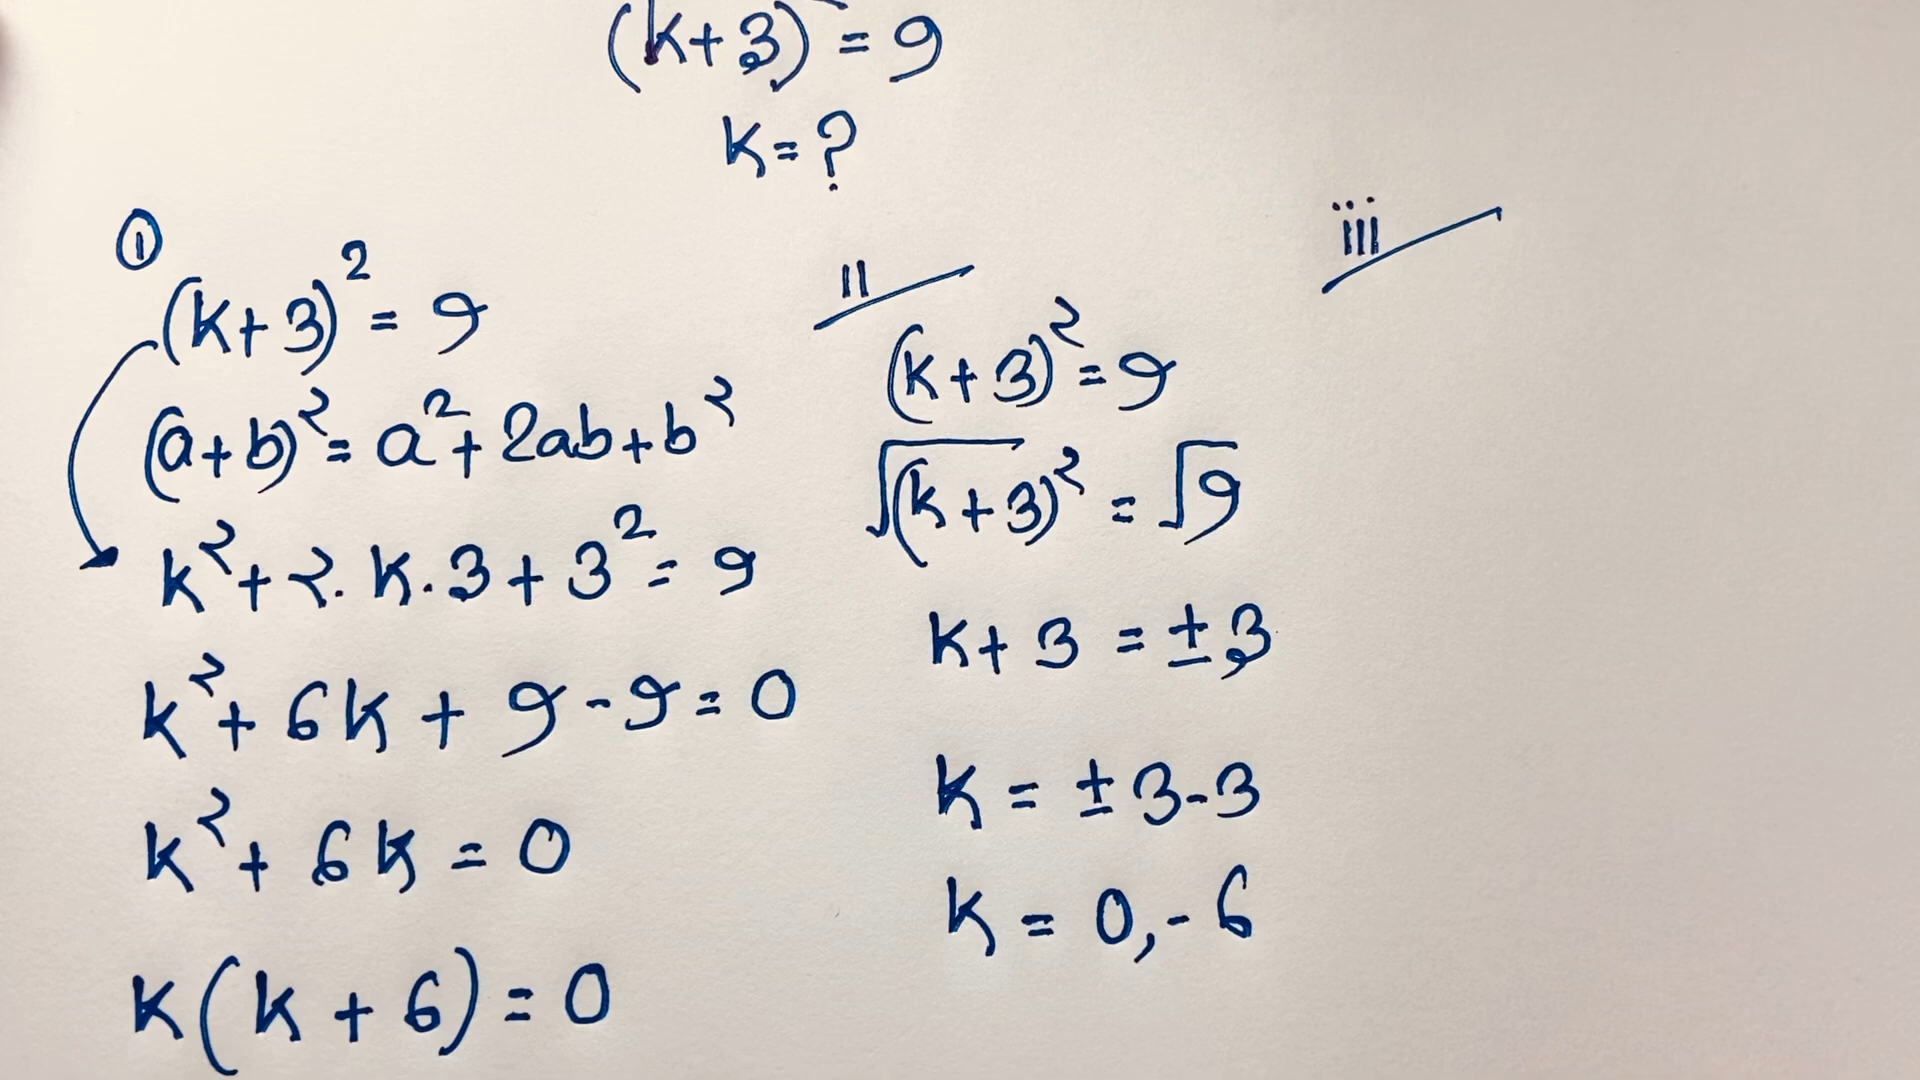 (k+3)² = 9
k = ?
①
(k+3)² = 9
(a+b)² = a² + 2ab + b²
k² + 2. k. 3 + 3² = 9
k² + 6k + 9 - 9 = 0
k² + 6k = 0
k(k + 6) = 0
ii
(k+3)² = 9
√(k+3)² = √9
k + 3 = ±3
k = ± 3-3
k = 0, - 6
iii